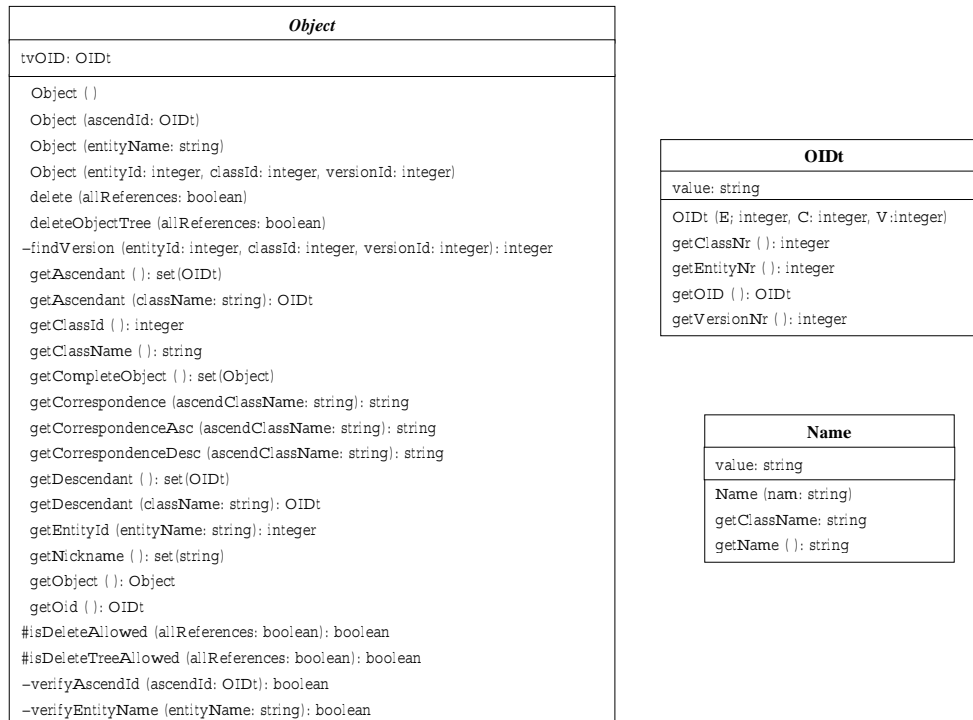 Object
tvOID: OIDt
Object ( )
Object (ascendId: OIDt)
Object (entityName: string)
Object (entityId: integer, classId: integer, versionId: integer)
delete (allReferences: boolean)
deleteObjectTree (allReferences: boolean)
–findVersion (entityId: integer, classId: integer, versionId: integer): integer
getAscendant ( ): set(OIDt)
getAscendant (className: string): OIDt
getClassId ( ): integer
getClassName ( ): string
getCompleteObject ( ): set(Object)
getCorrespondence (ascendClassName: string): string
getCorrespondenceAsc (ascendClassName: string): string
getCorrespondenceDesc (ascendClassName: string): string
getDescendant ( ): set(OIDt)
getDescendant (className: string): OIDt
getEntityId (entityName: string): integer
getNickname ( ): set(string)
getObject ( ): Object
getOid ( ): OIDt
#isDeleteAllowed (allReferences: boolean): boolean
#isDeleteTreeAllowed (allReferences: boolean): boolean
–verifyAscendId (ascendId: OIDt): boolean
–verifyEntityName (entityName: string): boolean
OIDt
value: string
OIDt (E; integer, C: integer, V:integer)
getClassNr ( ): integer
getEntityNr ( ): integer
getOID ( ): OIDt
getVersionNr ( ): integer
Name
value: string
Name (nam: string)
getClassName: string
getName ( ): string